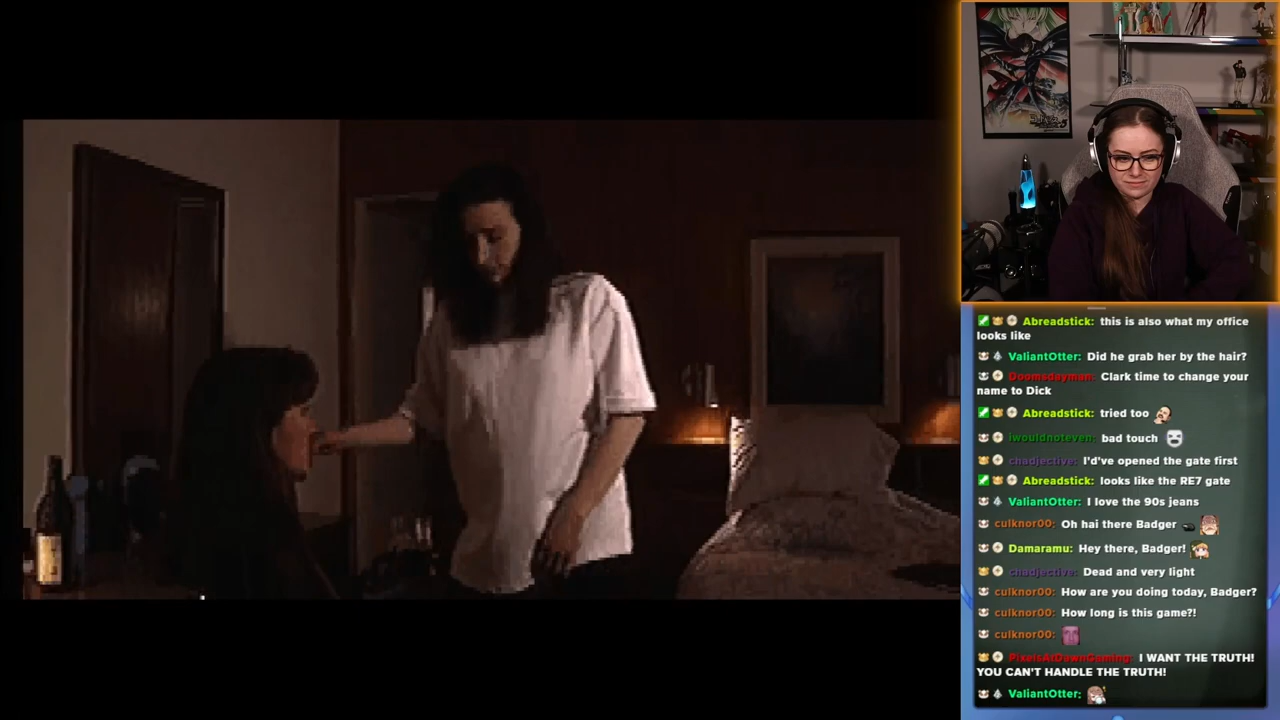 Abreadstick: this is also what my office
looks like
ValiantOtter: Did he grab her by the hair?
Doomsdayman: Clark time to change your
name to Dick
Abreadstick: tried too
iwouldnoteven: bad touch
chadjective: I'd've opened the gate first
Abreadstick: looks like the RE7 gate
ValiantOtter: I love the 90s jeans
culknor00: Oh hai there Badger
Damaramu: Hey there, Badger!
chadjective: Dead and very light
culknor00: How are you doing today, Badger?
culknor00: How long is this game?!
culknor00:
PixelsAtDawnGaming: I WANT THE TRUTH!
YOU CAN'T HANDLE THE TRUTH!
ValiantOtter: